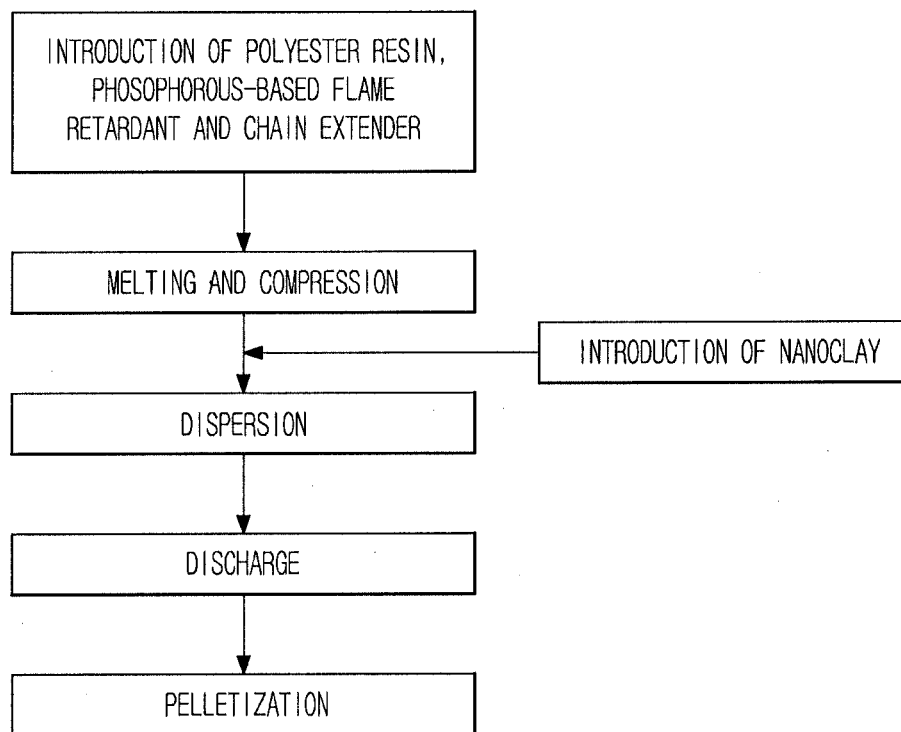 INTRODUCTION OF POLYESTER RESIN,
PHOSOPHOROUS-BASED FLAME
RETARDANT AND CHAIN EXTENDER
MELTING AND COMPRESSION
INTRODUCTION OF NANOCLAY
DISPERSION
DISCHARGE
PELLETIZATION